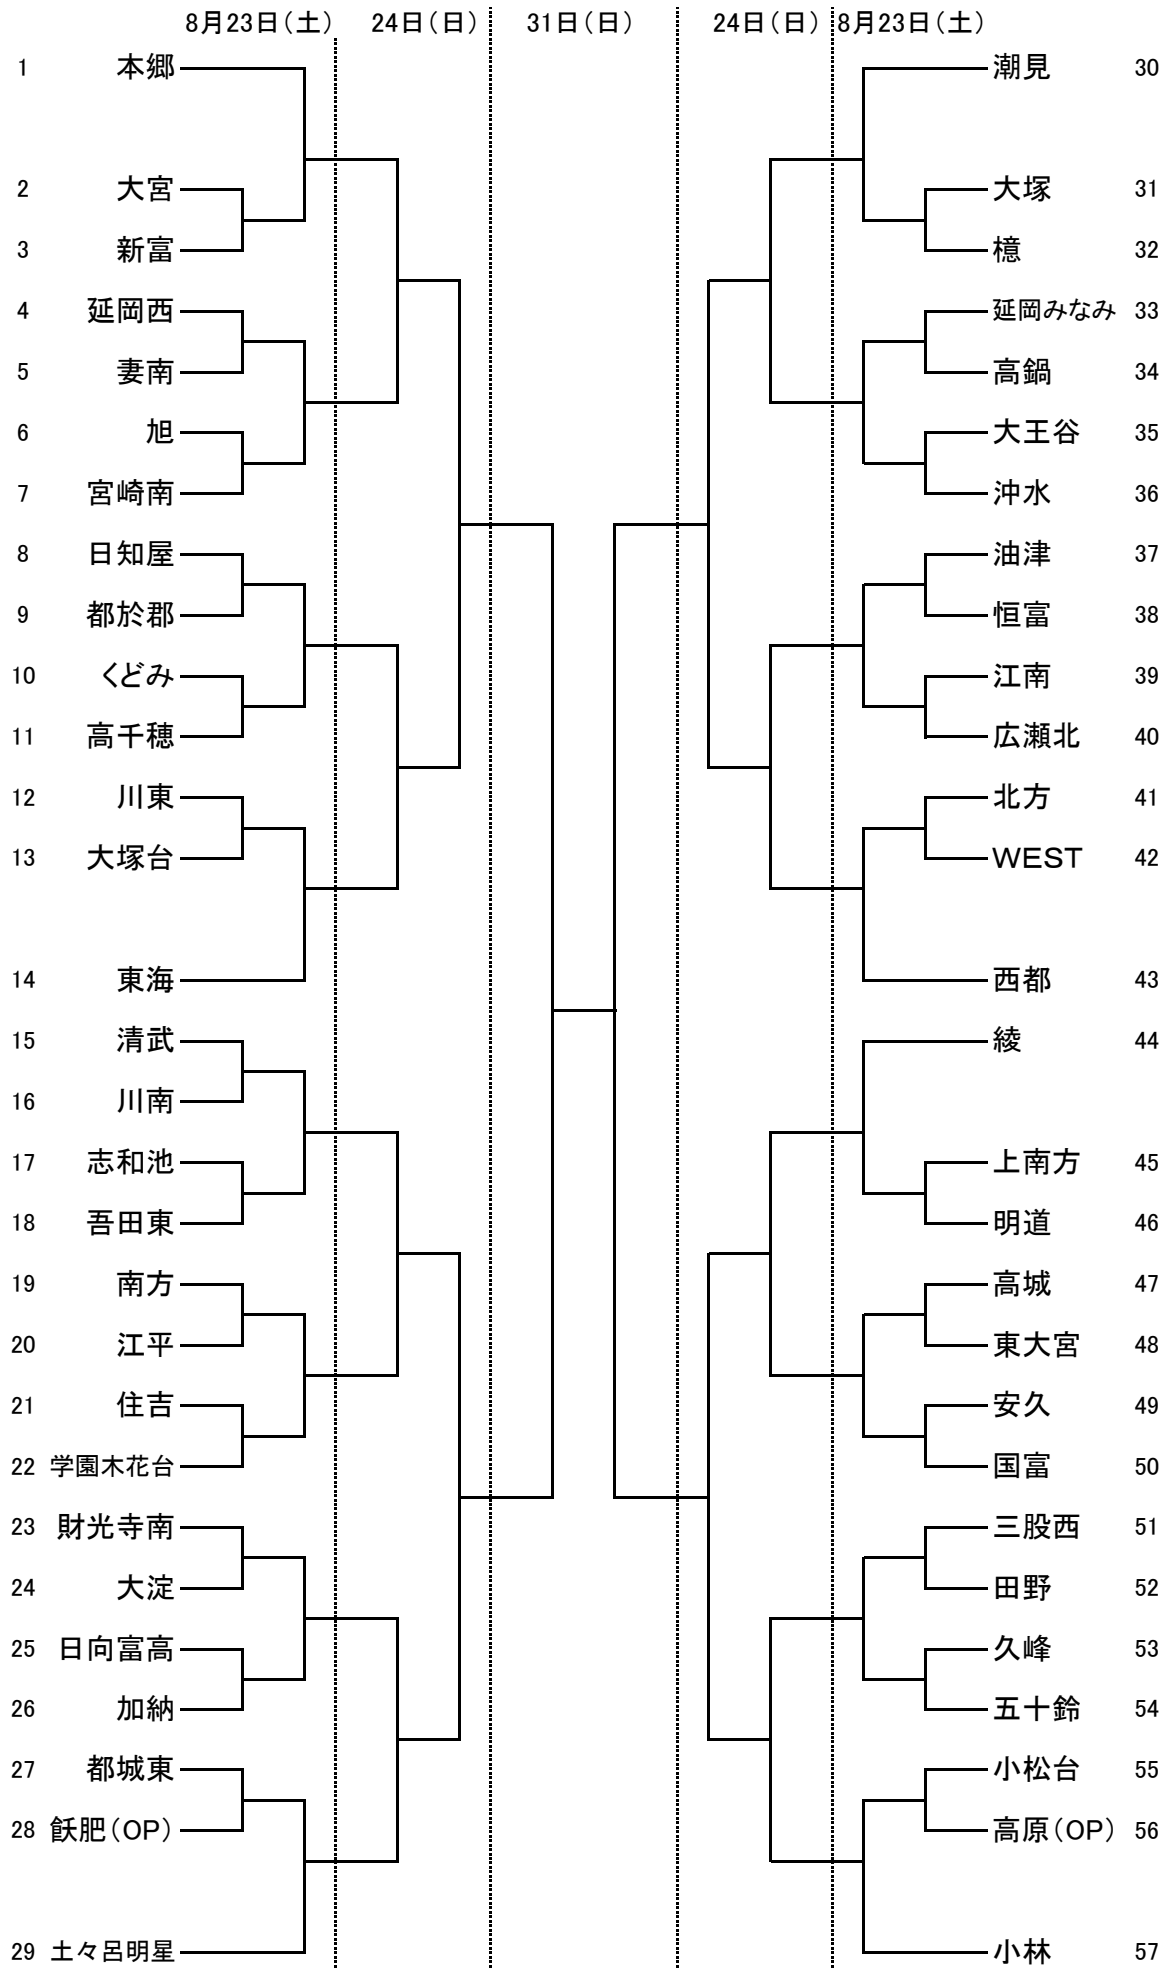 8月23日(土) 24日(日) 31日(日) 24日(日) 8月23日(土)
1 本郷 潮見 30
2 大宮 大塚 31
3 新富 檍 32
4 延岡西 延岡みなみ 33
5 妻南 高鍋 34
6 旭 大王谷 35
7 宮崎南 沖水 36
8 日知屋 油津 37
9 都於郡 恒富 38
10 くどみ 江南 39
11 高千穂 広瀬北 40
12 川東 北方 41
13 大塚台 WEST 42
14 東海 西都 43
15 清武 綾 44
16 川南
17 志和池 上南方 45
18 吾田東 明道 46
19 南方 高城 47
20 江平 東大宮 48
21 住吉 安久 49
22 学園木花台 国富 50
23 財光寺南 三股西 51
24 大淀 田野 52
25 日向富高 久峰 53
26 加納 五十鈴 54
27 都城東 小松台 55
28 飫肥(OP) 高原(OP) 56
29 土々呂明星 小林 57